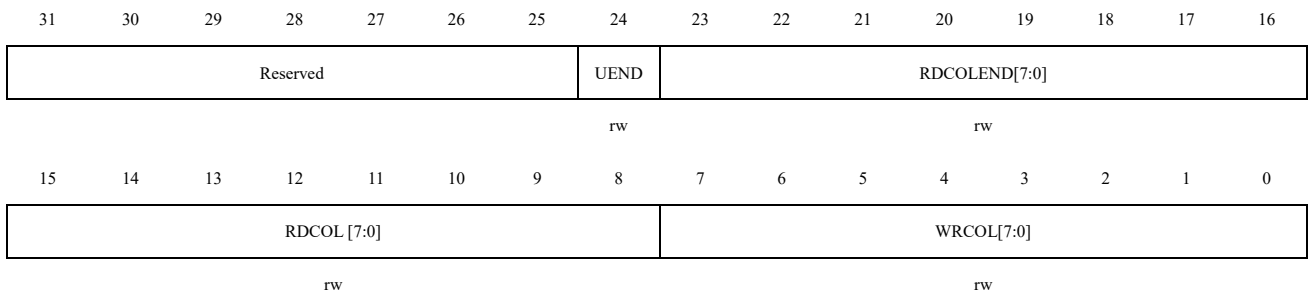 31 30 29 28 27 26 25 24 23 22 21 20 19 18 17 16
Reserved UEND RDCOLEND[7:0]
rw rw
15 14 13 12 11 10 9 8 7 6 5 4 3 2 1 0
RDCOL [7:0] WRCOL[7:0]
rw rw